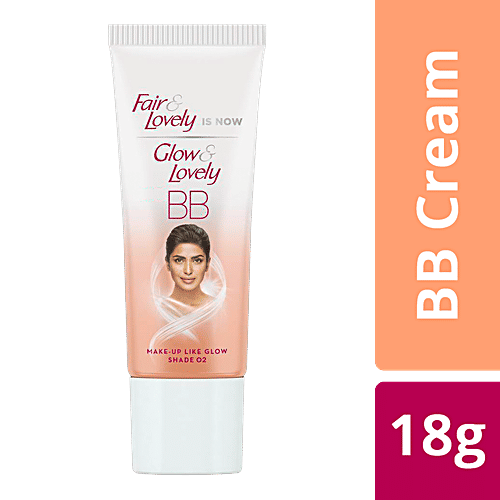 Fair &
Lovely IS NOW
Glow &
Lovely
BB
MAKE-UP LIKE GLOW
SHADE 02
BB Cream
18g